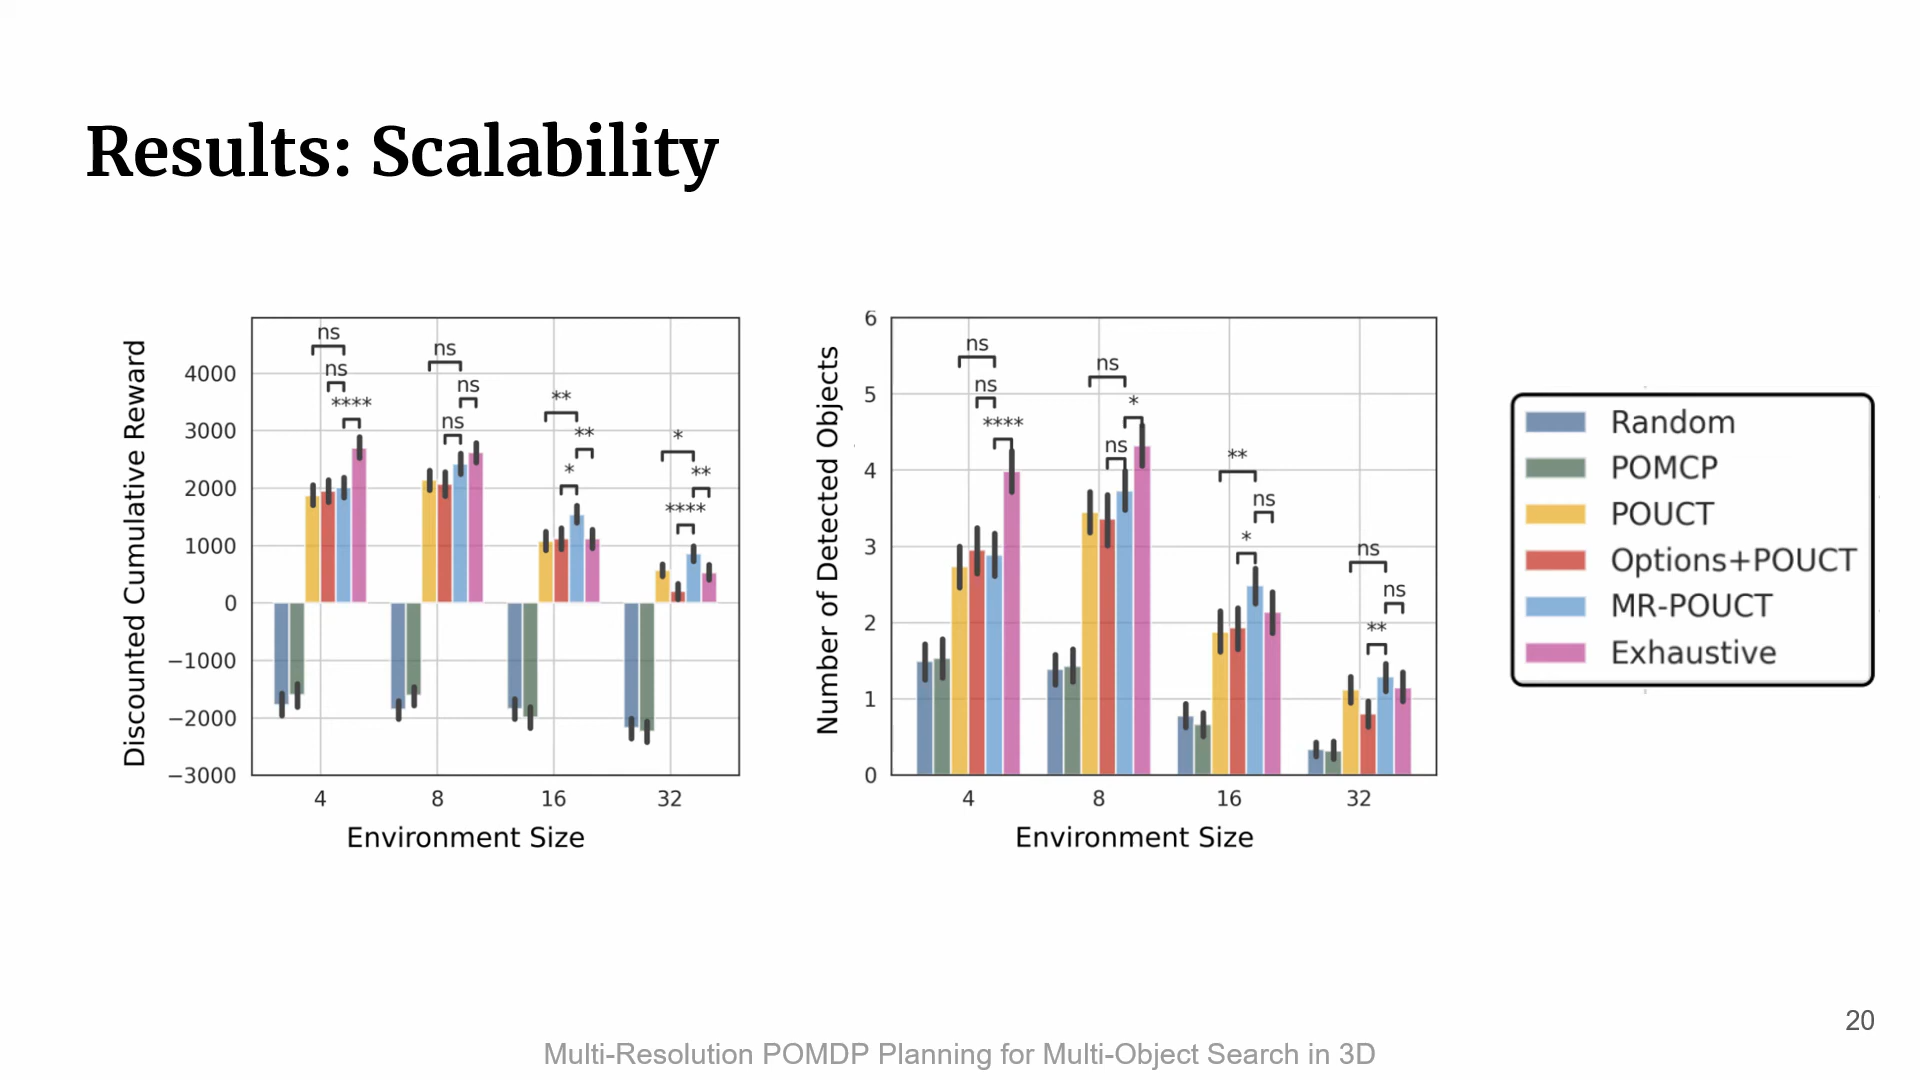 Results: Scalability
Discounted Cumulative Reward
4000
3000
2000
1000
0
−1000
−2000
−3000
ns
ns
****
ns
ns
ns
**
**
*
*
**
****
4
8
16
32
Environment Size
Number of Detected Objects
6
5
4
3
2
1
0
ns
ns
****
ns
*
ns
**
ns
*
ns
ns
**
4
8
16
32
Environment Size
Random
POMCP
POUCT
Options+POUCT
MR-POUCT
Exhaustive
20
Multi-Resolution POMDP Planning for Multi-Object Search in 3D